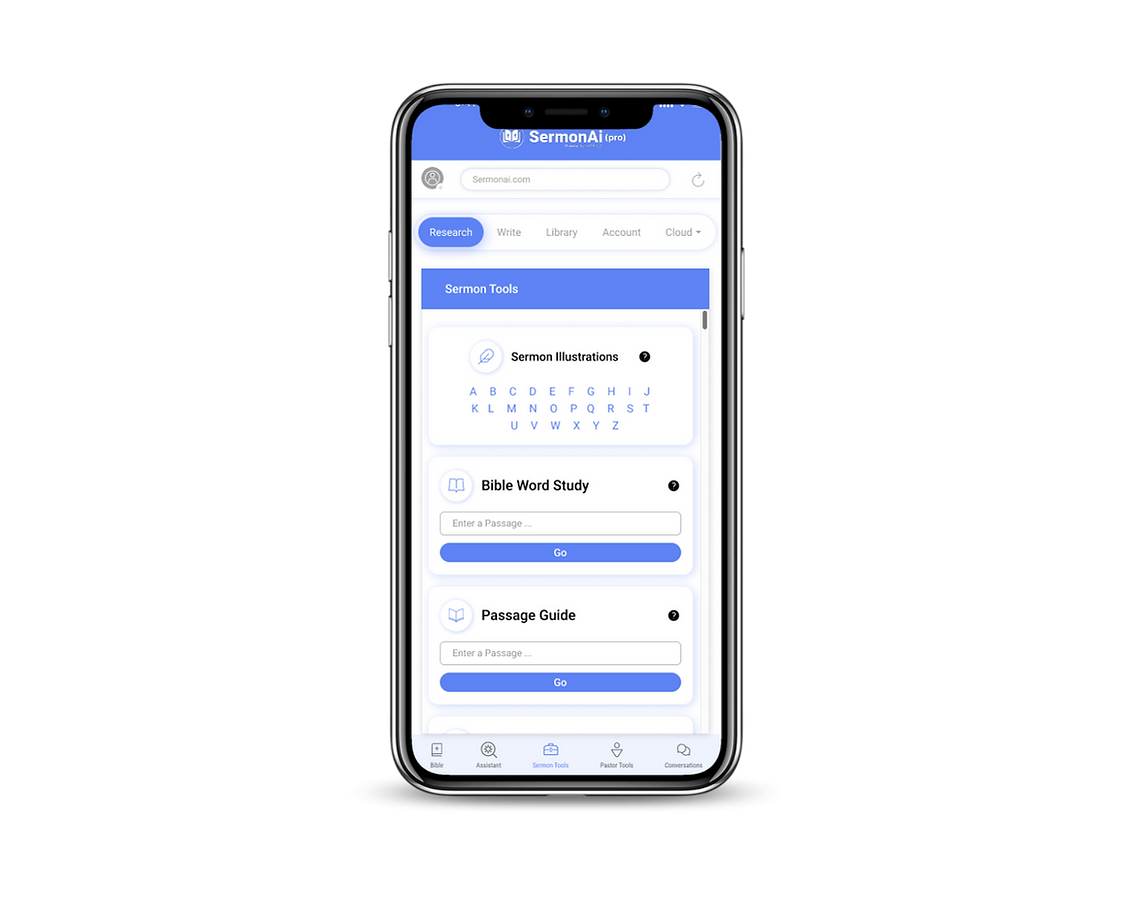 SermonAi (pro)
Sermonai.com
Research Write Library Account Cloud
Sermon Tools
Sermon Illustrations ?
A B C D E F G H I J
K L M N O P Q R S T
U V W X Y Z
Bible Word Study ?
Enter a Passage ...
Go
Passage Guide ?
Enter a Passage ...
Go
Bible Assistant Sermon Tools Pastor Tools Conversations